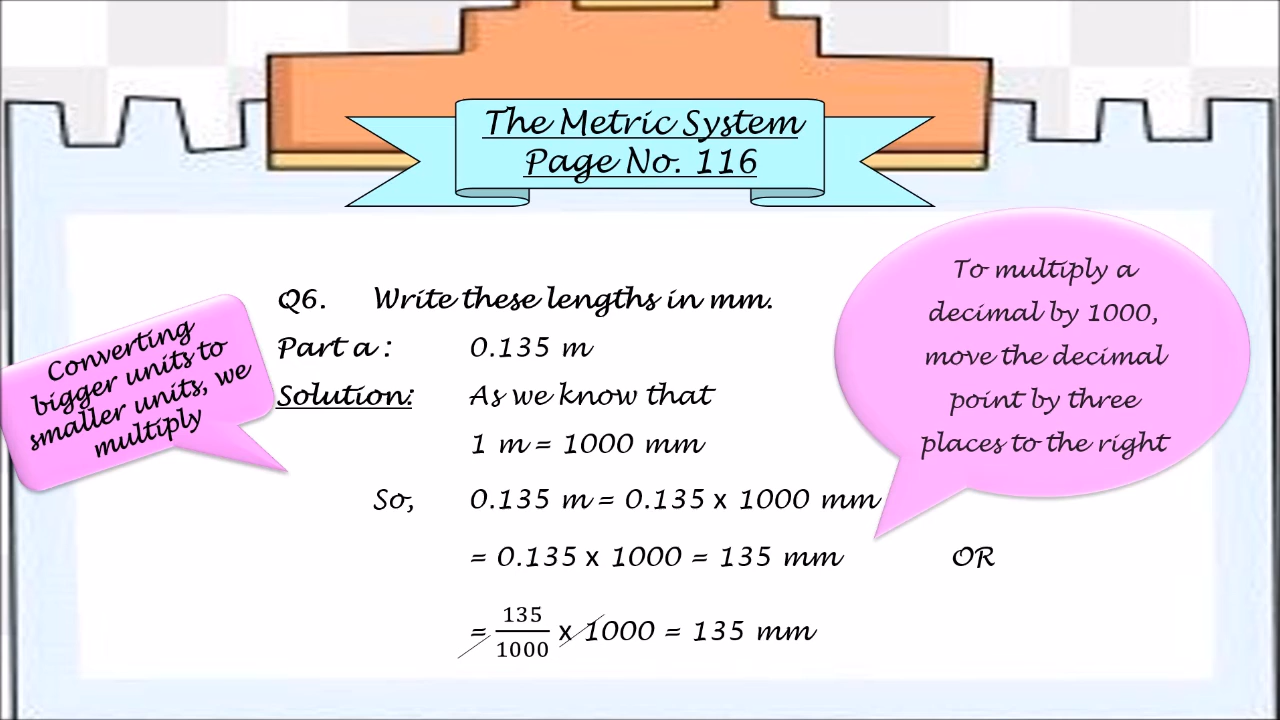 The Metric System
Page No. 116
Q6. Write these lengths in mm.
Part a : 0.135 m
Solution: As we know that
1 m = 1000 mm
So, 0.135 m = 0.135 x 1000 mm
= 0.135 x 1000 = 135 mm OR
= 135/1000 x 1000 = 135 mm
Converting
bigger units to
smaller units, we
multiply
To multiply a
decimal by 1000,
move the decimal
point by three
places to the right